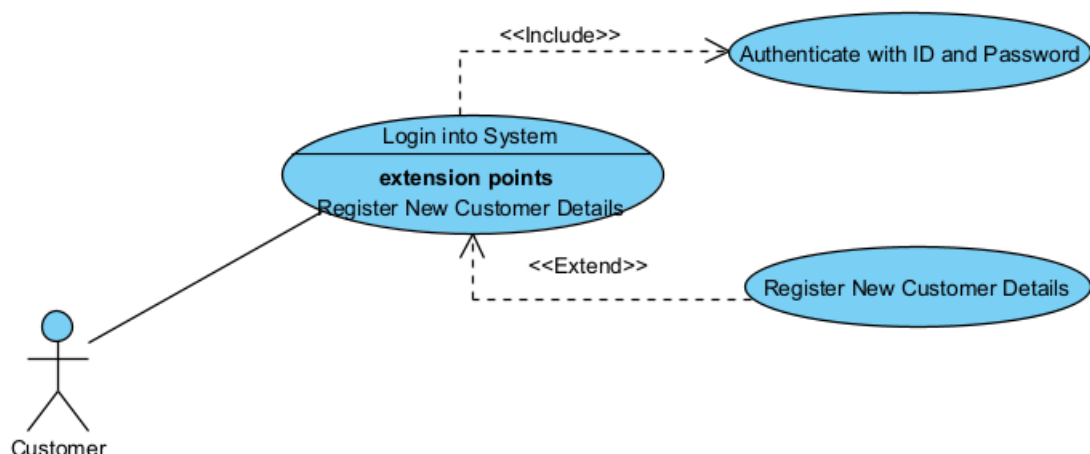 <<Include>>
Authenticate with ID and Password
Login into System
extension points
Register New Customer Details
<<Extend>>
Register New Customer Details
Customer